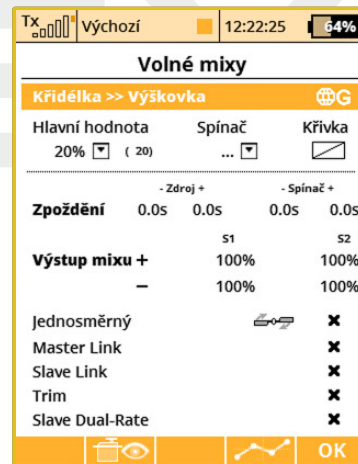 Tx Výchozí 12:22:25 64%
Volné mixy
Křidélka >> Výškovka G
Hlavní hodnota Spínač Křivka
20% ( 20) ...
- Zdroj + - Spínač +
Zpoždění 0.0s 0.0s 0.0s 0.0s
S1 S2
Výstup mixu + 100% 100%
− 100% 100%
Jednosměrný
Master Link
Slave Link
Trim
Slave Dual-Rate
OK